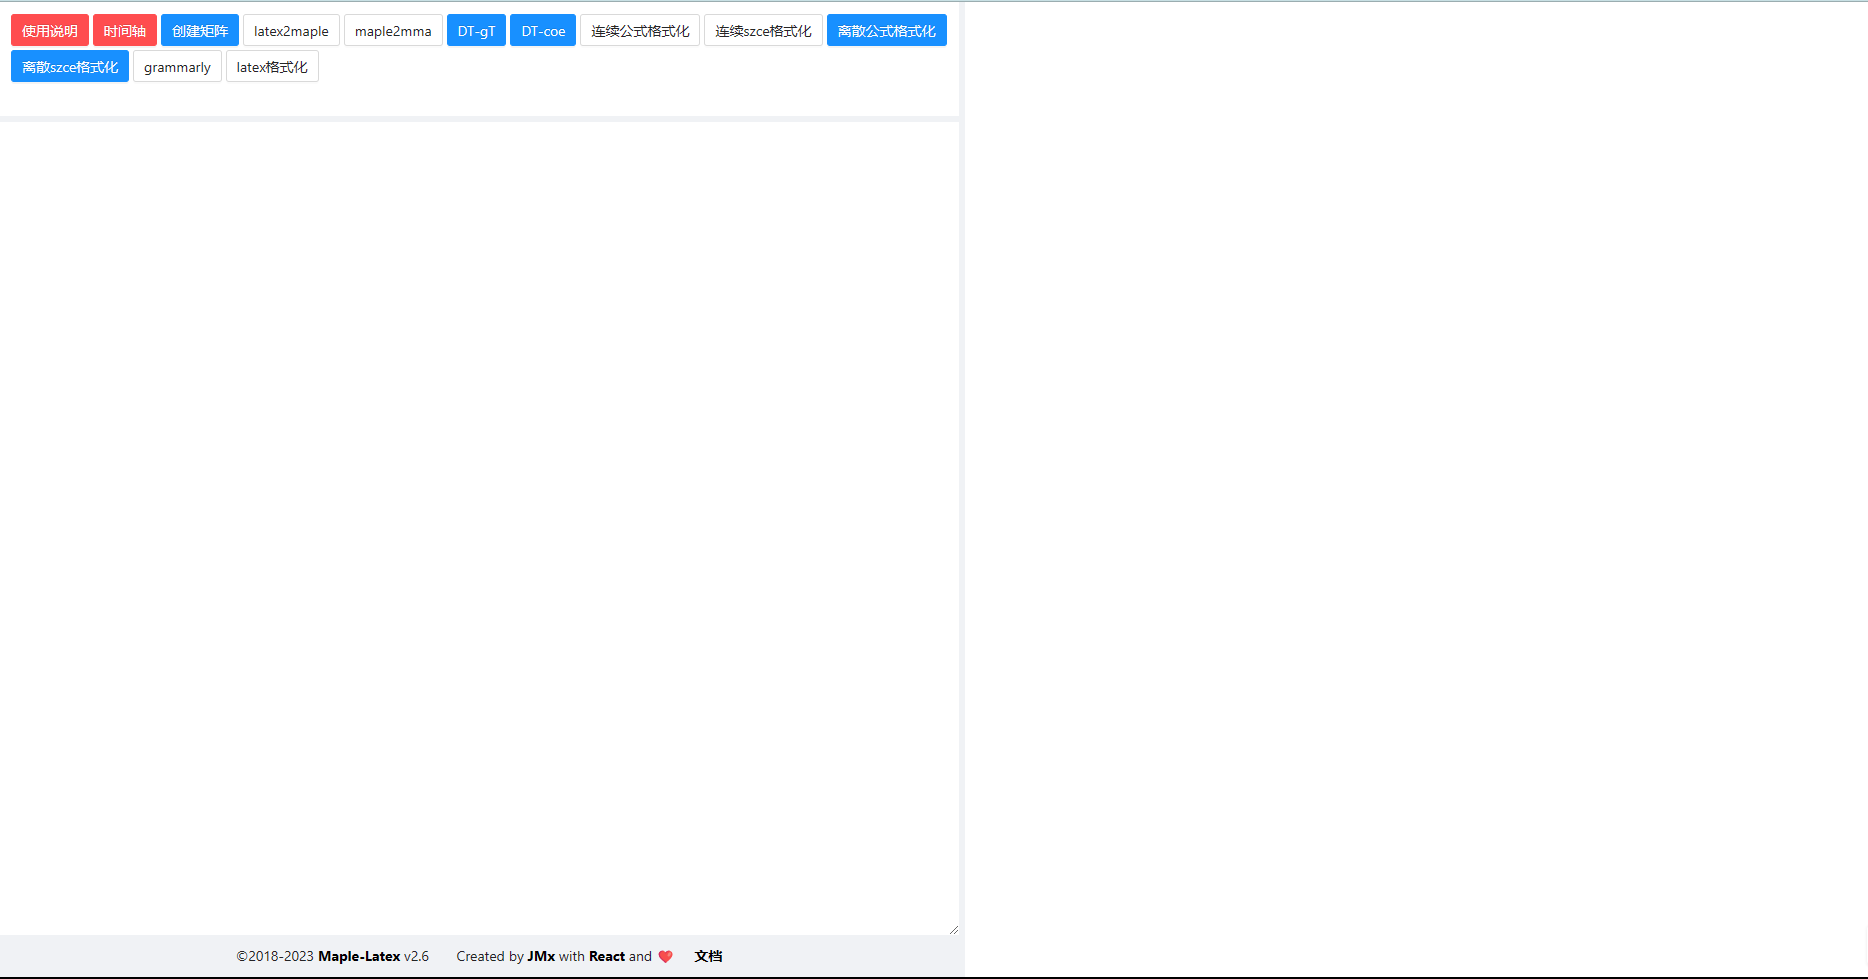 使用说明 时间轴 创建矩阵 latex2maple maple2mma DT-gT DT-coe 连续公式格式化 连续szce格式化 离散公式格式化
离散szce格式化 grammarly latex格式化
©2018-2023 Maple-Latex v2.6 Created by JMx with React and ❤️ 文档